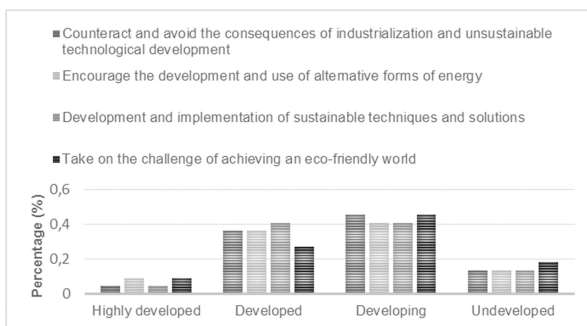 Counteract and avoid the consequences of industrialization and unsustainable
technological development
Encourage the development and use of alternative forms of energy
Development and implementation of sustainable techniques and solutions
Take on the challenge of achieving an eco-friendly world
Percentage (%)
0,6
0,4
0,2
0
Highly developed
Developed
Developing
Undeveloped